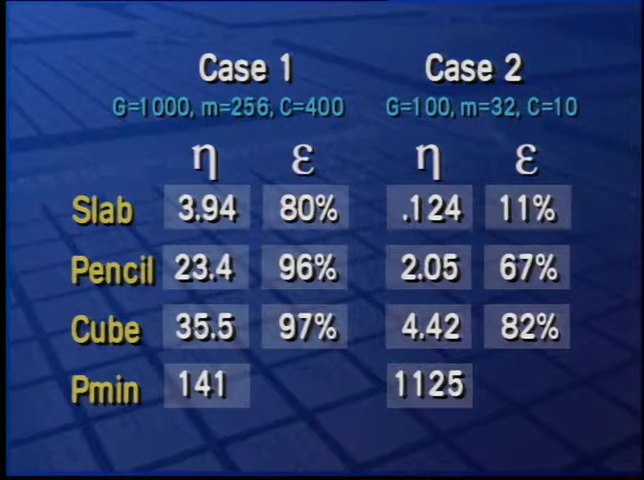 Case 1 Case 2
G=1000, m=256, C=400 G=100, m=32, C=10
η ε η ε
Slab 3.94 80% .124 11%
Pencil 23.4 96% 2.05 67%
Cube 35.5 97% 4.42 82%
Pmin 141 1125